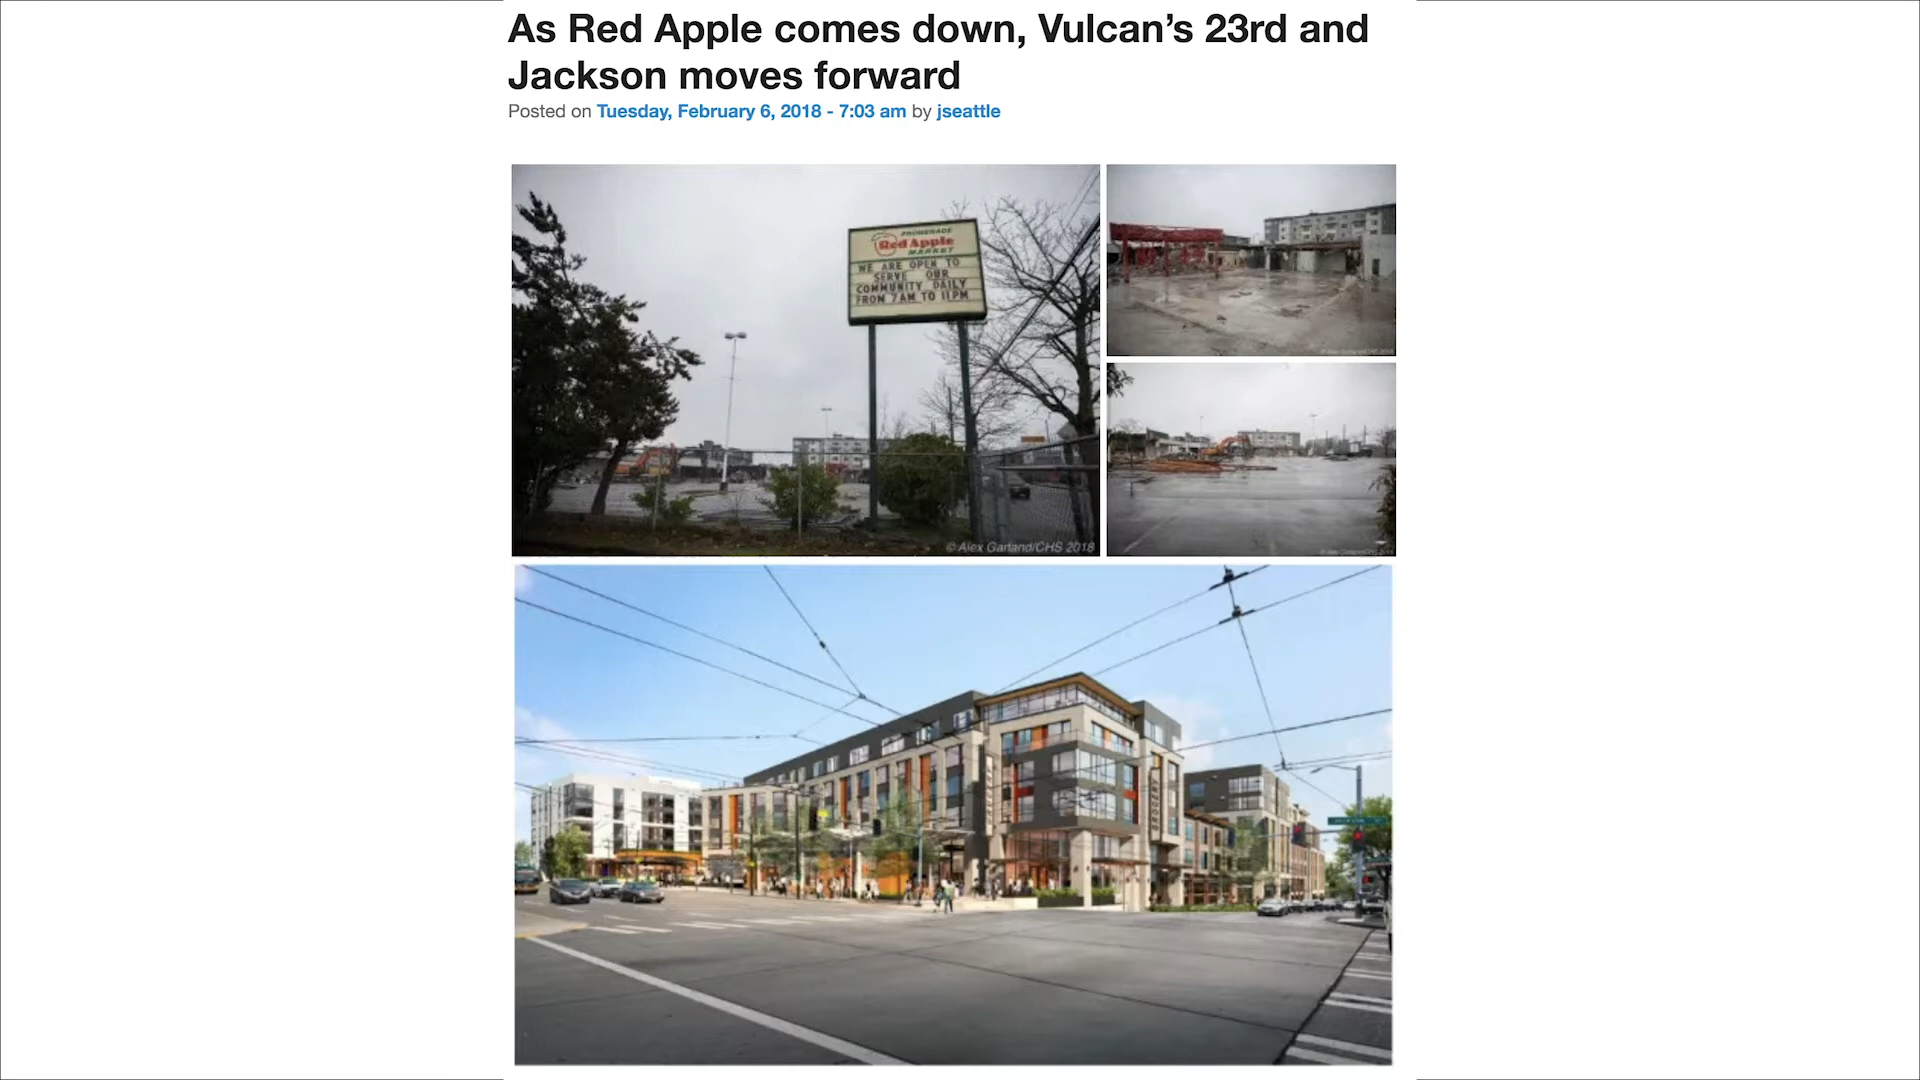 As Red Apple comes down, Vulcan’s 23rd and
Jackson moves forward
Posted on Tuesday, February 6, 2018 - 7:03 am by jseattle
PROMENADE
Red Apple
MARKET
WE ARE OPEN TO
SERVE OUR
COMMUNITY DAILY
FROM 7AM TO 11PM
© Alex Garland/CHS 2018
GROCERY